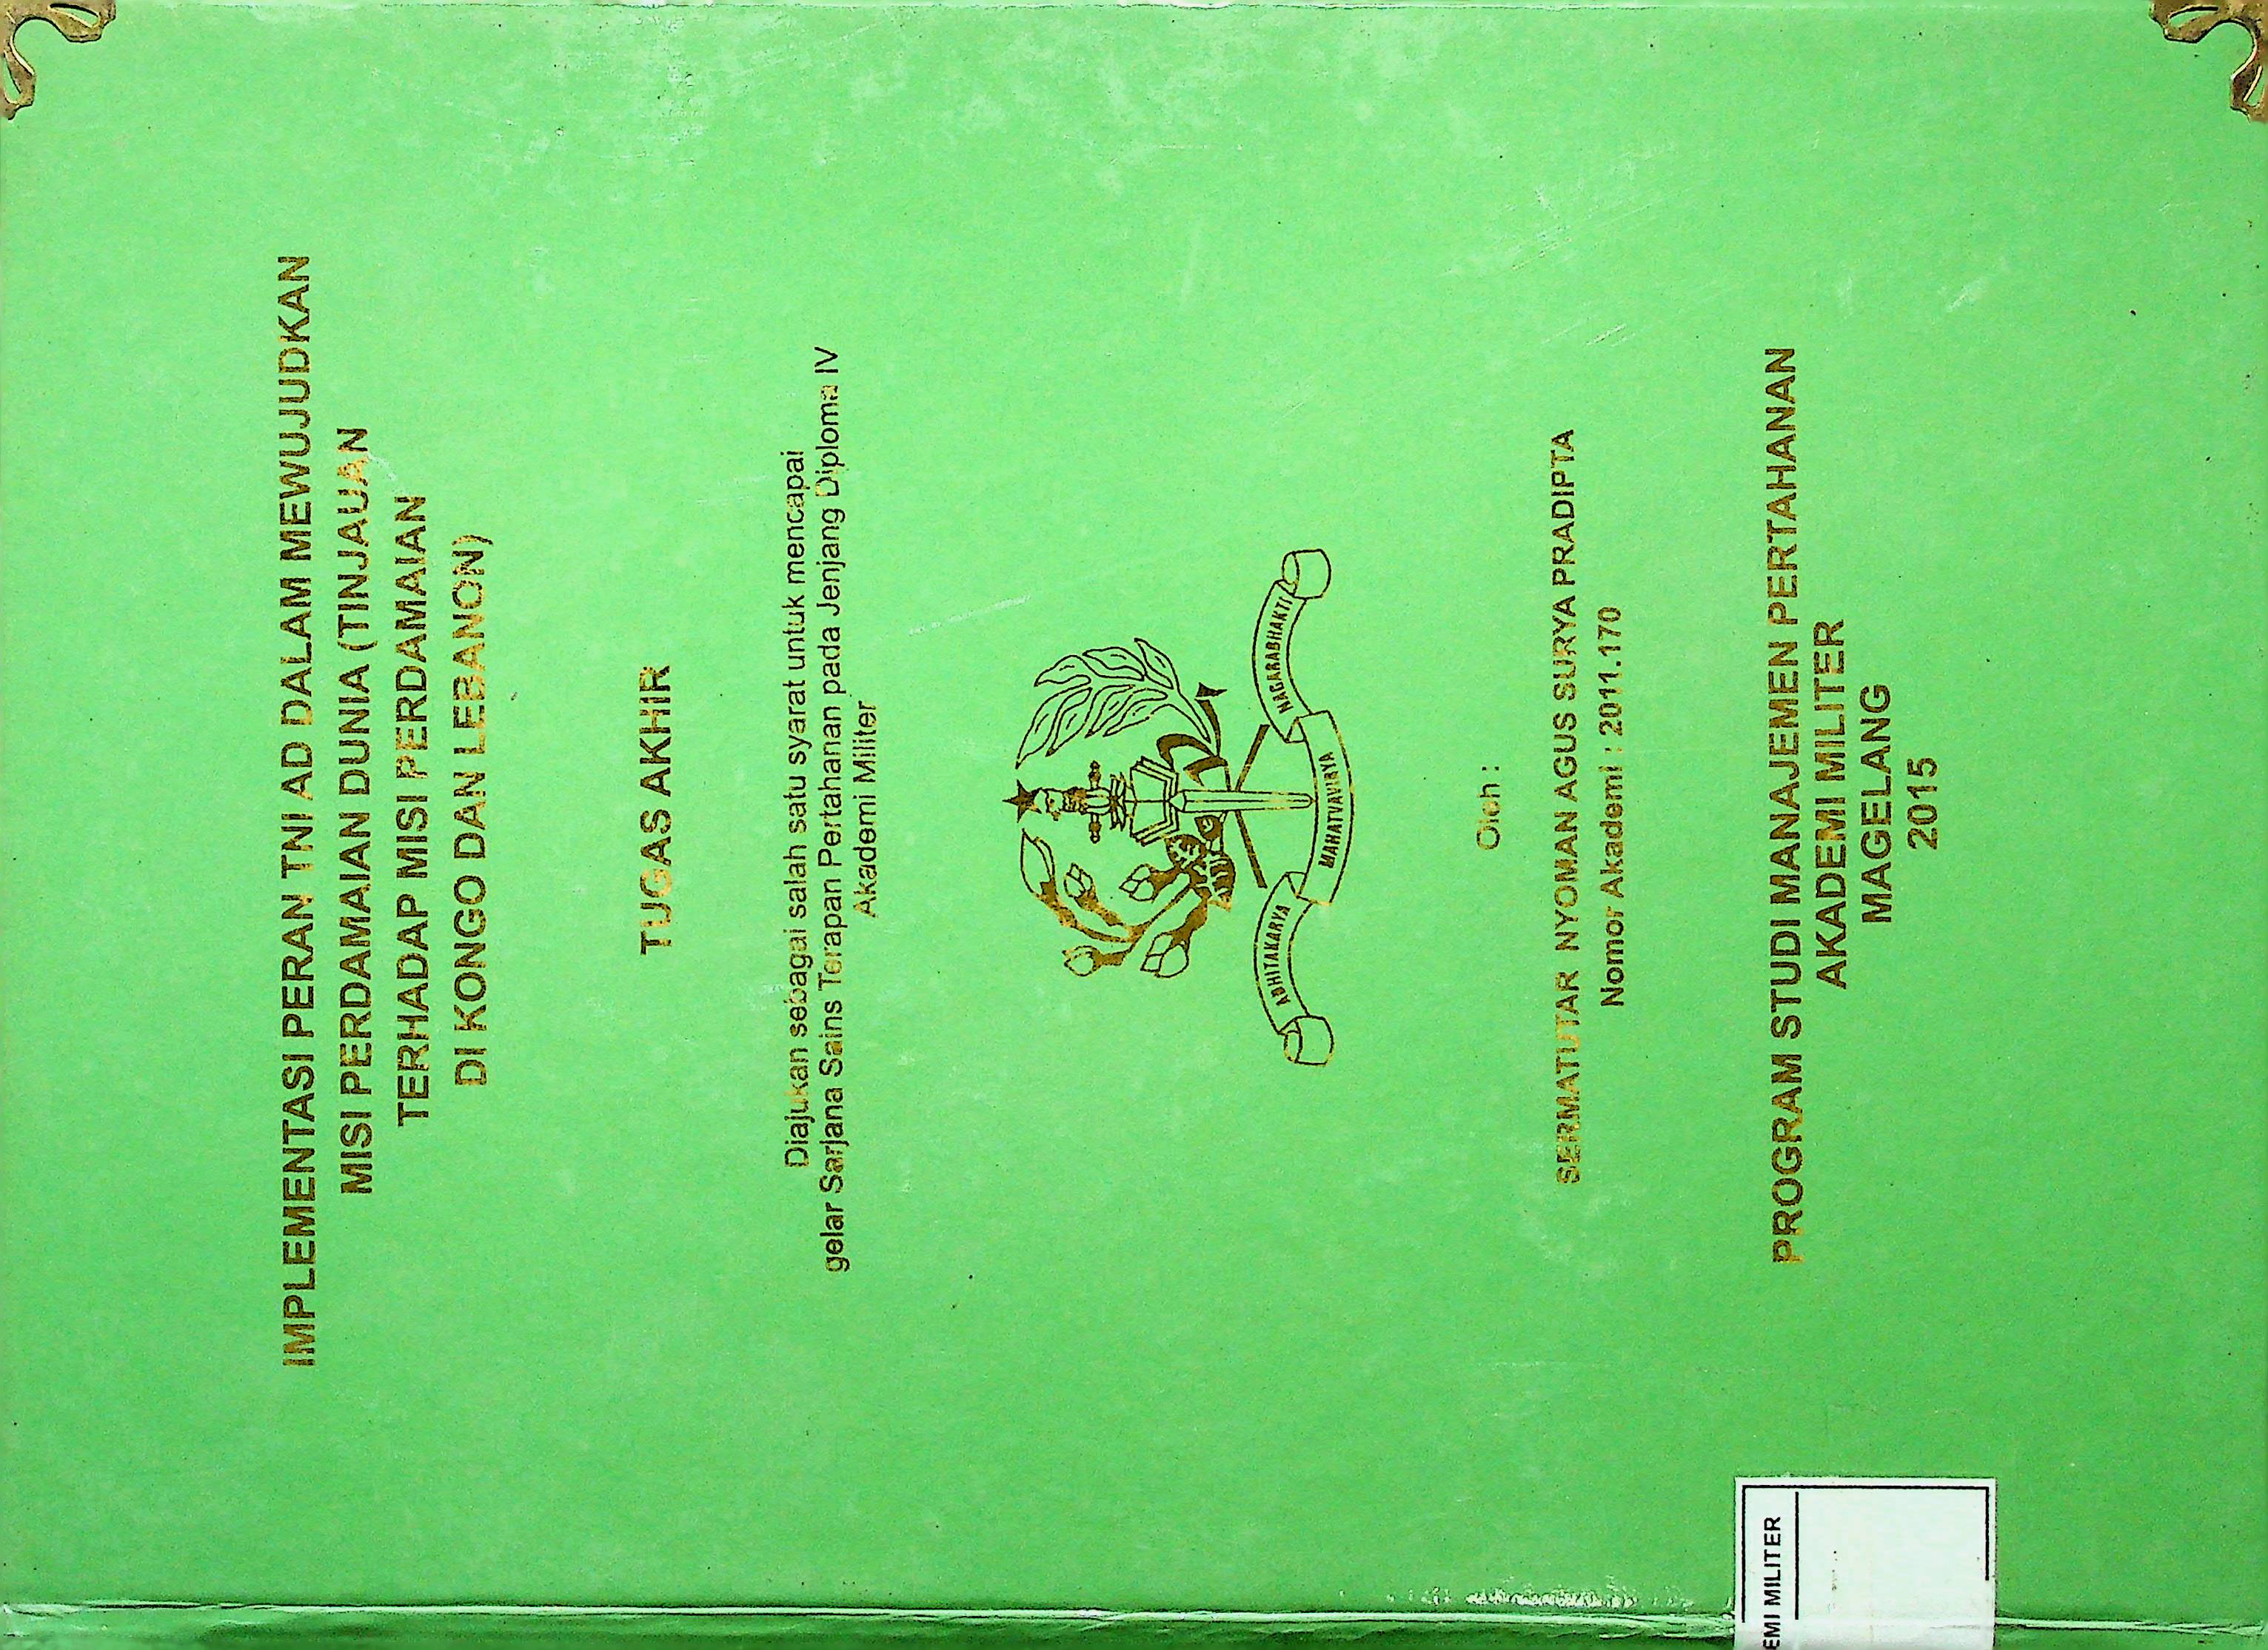 IMPLEMENTASI PERAN TNI AD DALAM MEWUJUDKAN
MISI PERDAMAIAN DUNIA (TINJAUAN
TERHADAP MISI PERDAMAIAN
DI KONGO DAN LEBANON)
TUGAS AKHIR
Diajukan sebagai salah satu syarat untuk mencapai
gelar Sarjana Sains Terapan Pertahanan pada Jenjang Diploma IV
Akademi Militer
ADHITAKARYA MAHATVAVIRYA NAGARABHAKTI
Oleh :
SERMATUTAR NYOMAN AGUS SURYA PRADIPTA
Nomor Akademi : 2011.170
PROGRAM STUDI MANAJEMEN PERTAHANAN
AKADEMI MILITER
MAGELANG
2015
EMI MILITER